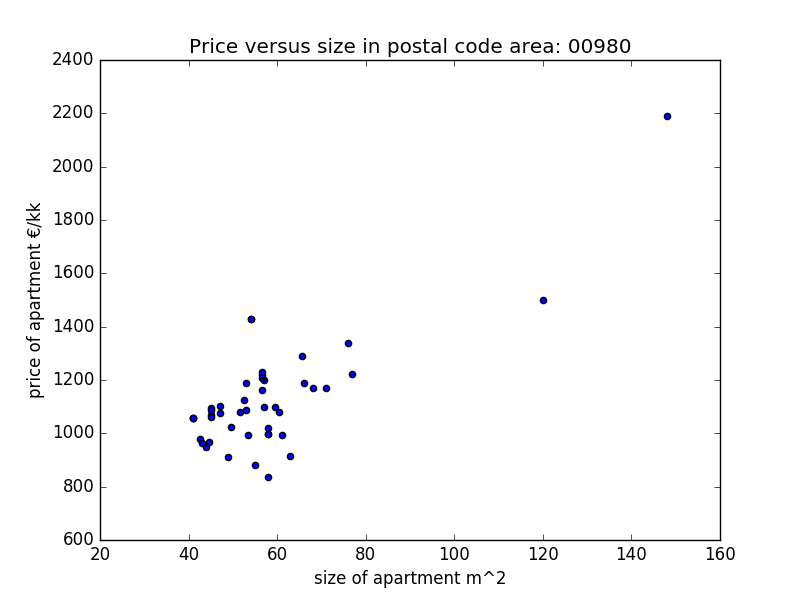 Price versus size in postal code area: 00980
2400
2200
2000
1800
1600
1400
1200
1000
800
600
price of apartment €/kk
20 40 60 80 100 120 140 160
size of apartment m^2